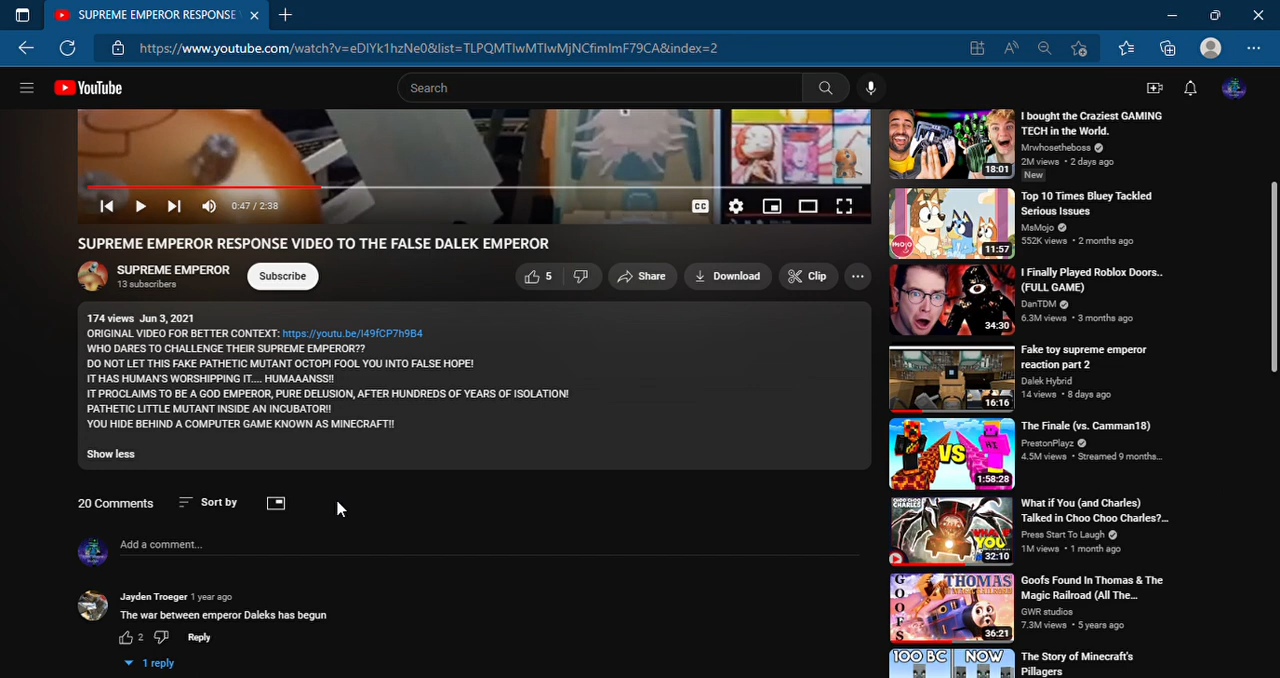 SUPREME EMPEROR RESPONSE
https://www.youtube.com/watch?v=eDIYk1hzNe0&list=TLPQMTIwMTIwMjNCfimImF79CA&index=2
YouTube
Search
0:47 / 2:38
CC
SUPREME EMPEROR RESPONSE VIDEO TO THE FALSE DALEK EMPEROR
SUPREME EMPEROR
13 subscribers
Subscribe
5
Share
Download
Clip
174 views Jun 3, 2021
ORIGINAL VIDEO FOR BETTER CONTEXT: https://youtu.be/I49fCP7h9B4
WHO DARES TO CHALLENGE THEIR SUPREME EMPEROR??
DO NOT LET THIS FAKE PATHETIC MUTANT OCTOPI FOOL YOU INTO FALSE HOPE!
IT HAS HUMAN'S WORSHIPPING IT.... HUMAAANSS!!
IT PROCLAIMS TO BE A GOD EMPEROR, PURE DELUSION, AFTER HUNDREDS OF YEARS OF ISOLATION!
PATHETIC LITTLE MUTANT INSIDE AN INCUBATOR!!
YOU HIDE BEHIND A COMPUTER GAME KNOWN AS MINECRAFT!!
Show less
20 Comments
Sort by
Add a comment...
Jayden Troeger 1 year ago
The war between emperor Daleks has begun
2
Reply
1 reply
18:01
I bought the Craziest GAMING
TECH in the World.
Mrwhosetheboss
2M views • 2 days ago
New
mojo
11:57
Top 10 Times Bluey Tackled
Serious Issues
MsMojo
552K views • 2 months ago
34:30
I Finally Played Roblox Doors..
(FULL GAME)
DanTDM
6.3M views • 3 months ago
16:16
Fake toy supreme emperor
reaction part 2
Dalek Hybrid
14 views • 8 days ago
VS
1:58:28
The Finale (vs. Camman18)
PrestonPlayz
4.5M views • Streamed 9 months...
CHOO CHOO
CHARLES
YOU
32:10
What if You (and Charles)
Talked in Choo Choo Charles?...
Press Start To Laugh
1M views • 1 month ago
GOOFS
THOMAS
36:21
Goofs Found In Thomas & The
Magic Railroad (All The...
GWR studios
7.3M views • 5 years ago
100 BC NOW
The Story of Minecraft's
Pillagers